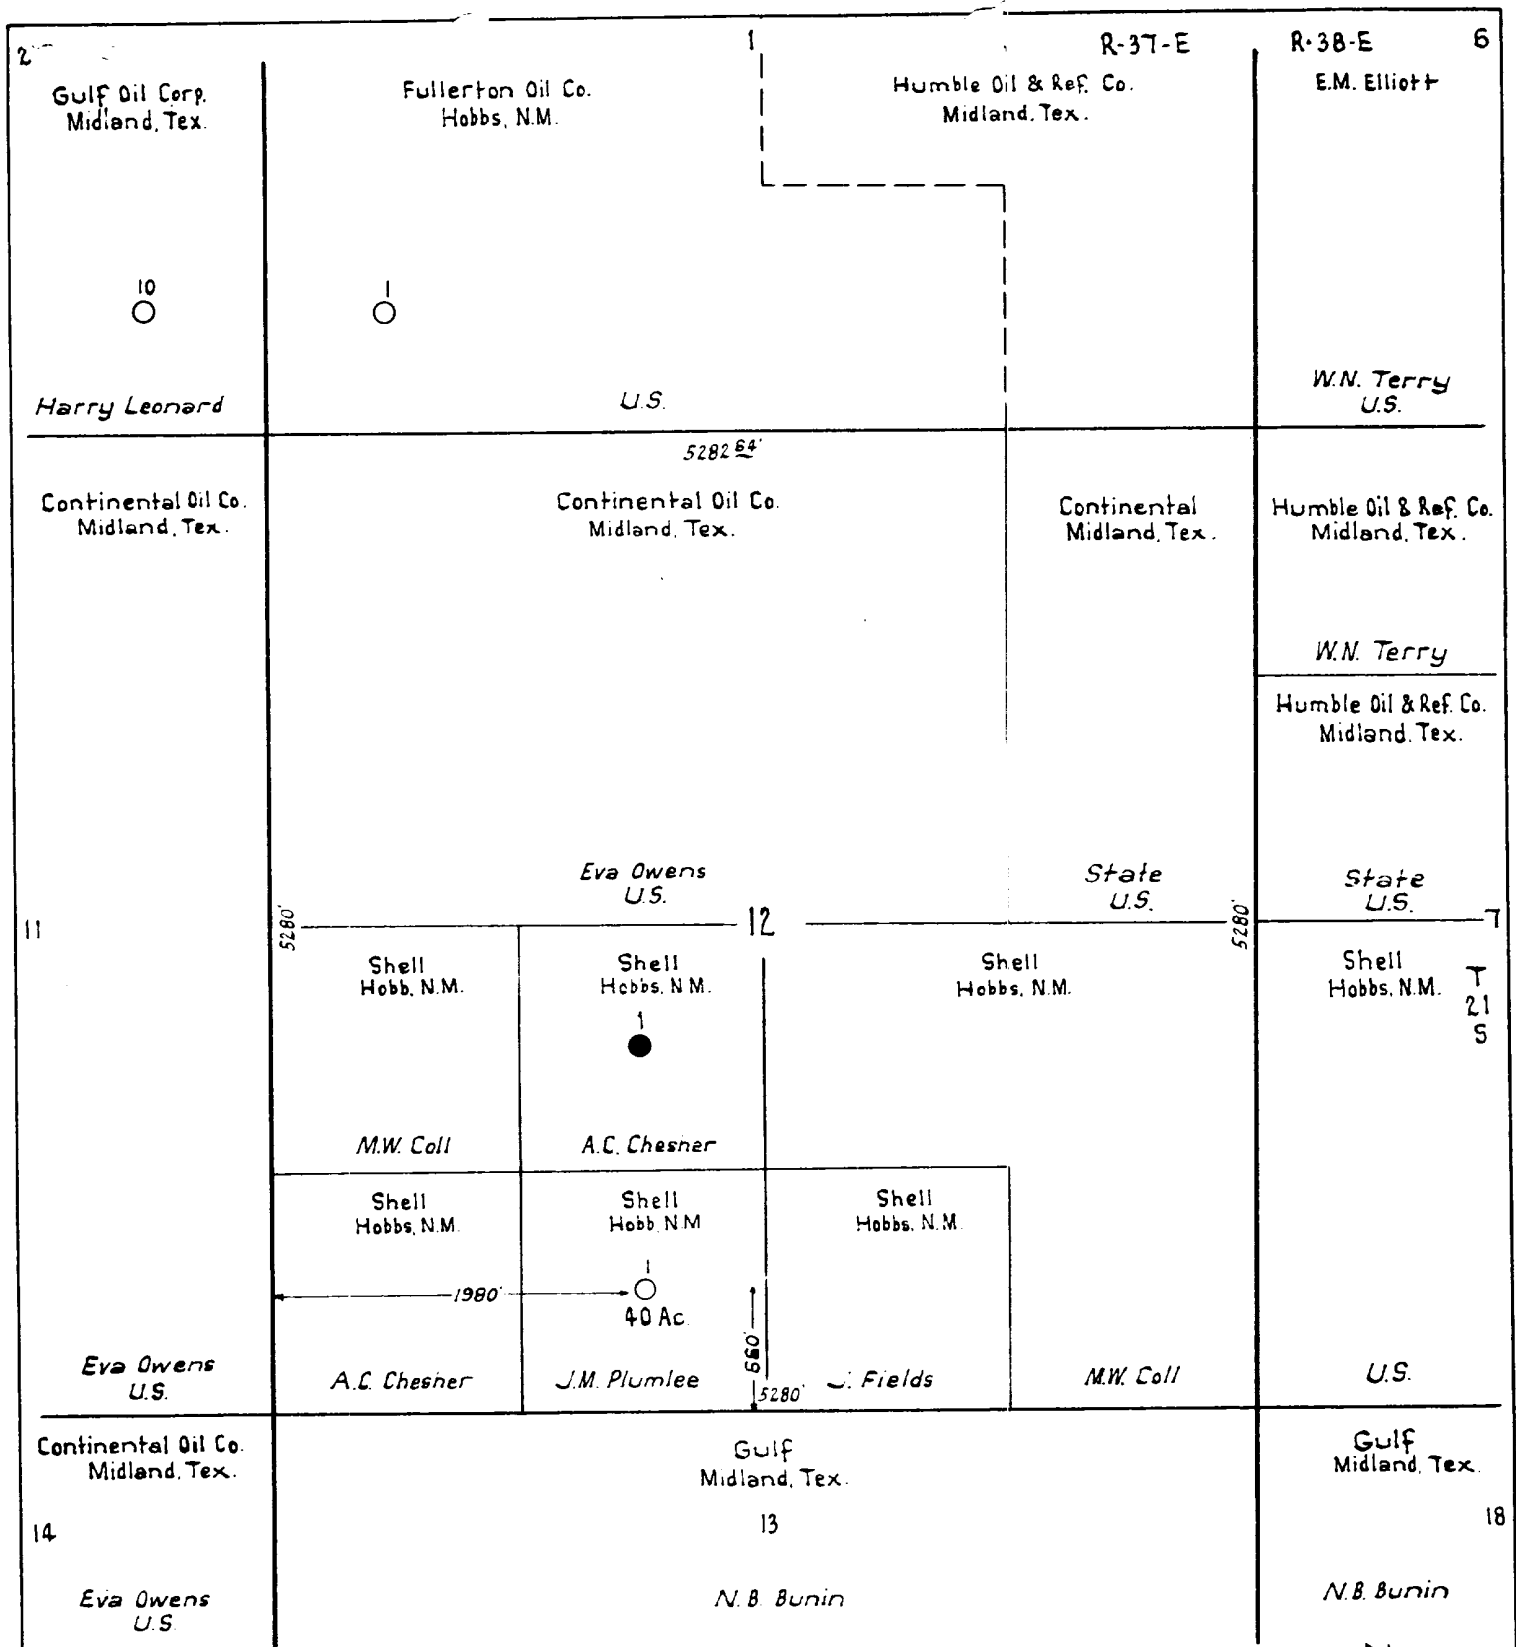 2
1
R-37-E
R-38-E
6
Gulf Oil Corp.
Midland, Tex.
Fullerton Oil Co.
Hobbs, N.M.
Humble Oil & Ref. Co.
Midland, Tex.
E.M. Elliott
10
1
Harry Leonard
U.S.
W.N. Terry
U.S.
5282 64'
Continental Oil Co.
Midland, Tex.
Continental Oil Co.
Midland, Tex.
Continental
Midland, Tex.
Humble Oil & Ref. Co.
Midland, Tex.
W.N. Terry
Humble Oil & Ref. Co.
Midland. Tex.
Eva Owens
U.S.
State
U.S.
State
U.S.
11
5280'
12
5280'
7
Shell
Hobb, N.M.
Shell
Hobbs, N.M.
Shell
Hobbs, N.M.
Shell
Hobbs, N.M.
T
21
S
1
M.W. Coll
A.C. Chesher
Shell
Hobbs, N.M.
Shell
Hobb N.M
Shell
Hobbs, N.M.
1
1980'
40 Ac.
660'
Eva Owens
U.S.
A.C. Chesher
J.M. Plumlee
5280'
J. Fields
M.W. Coll
U.S.
Continental Oil Co.
Midland, Tex.
Gulf
Midland, Tex.
Gulf
Midland, Tex.
14
13
18
Eva Owens
U.S.
N.B. Bunin
N.B. Bunin